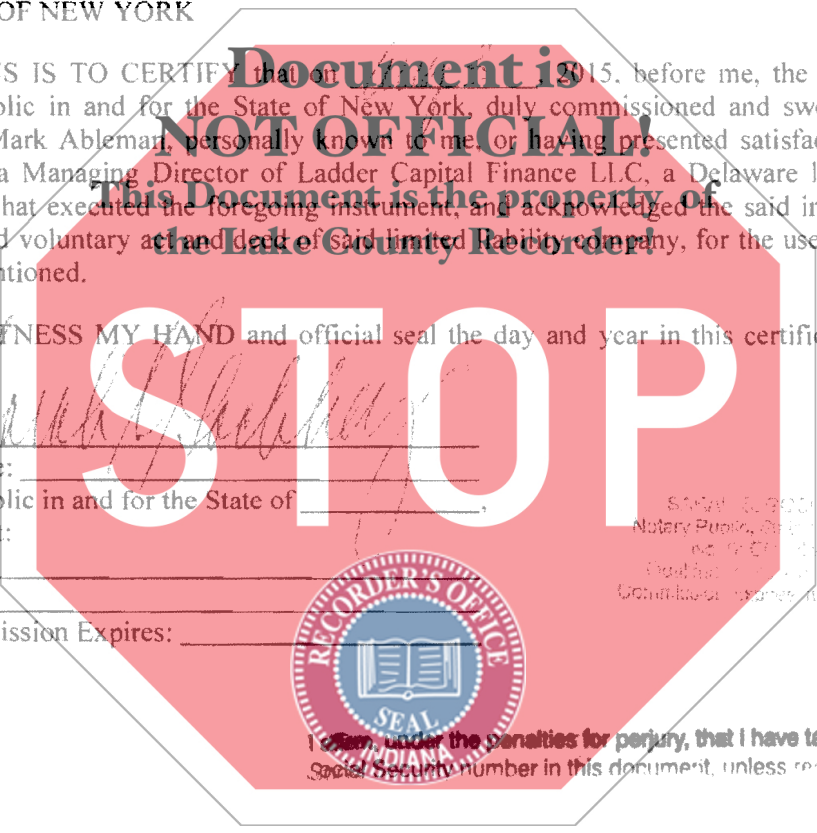 OF NEW YORK
S IS TO CERTIFY that on , 2015. before me, the
blic in and for the State of New York, duly commissioned and swo
Mark Ableman, personally known to me, or having presented satisfac
a Managing Director of Ladder Capital Finance LLC, a Delaware l
hat executed the foregoing instrument, and acknowledged the said in
d voluntary act and deed of said limited liability company, for the use
ntioned.
Document is
NOT OFFICIAL!
This Document is the property of
the Lake County Recorder!
TNESS MY HAND and official seal the day and year in this certific
STOP
e:
blic in and for the State of ,
t:
Notary Public,
ission Expires:
RECORDER'S OFFICE
SEAL
INDIANA
I affirm, under the penalties for perjury, that I have ta
Social Security number in this document, unless re